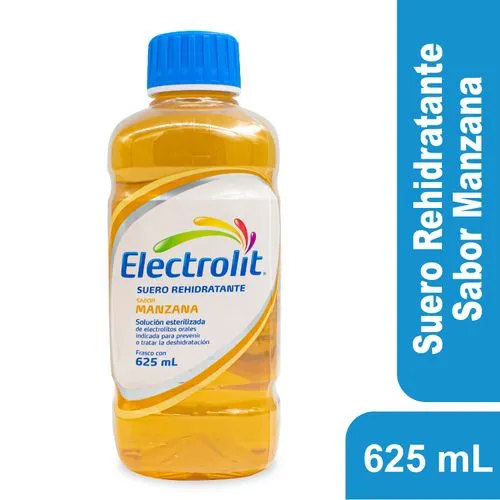 Electrolit®
SUERO REHIDRATANTE
SABOR
MANZANA
Solución esterilizada
de electrolitos orales
indicada para prevenir
o tratar la deshidratación
Frasco con
625 mL
Suero Rehidratante
Sabor Manzana
625 mL